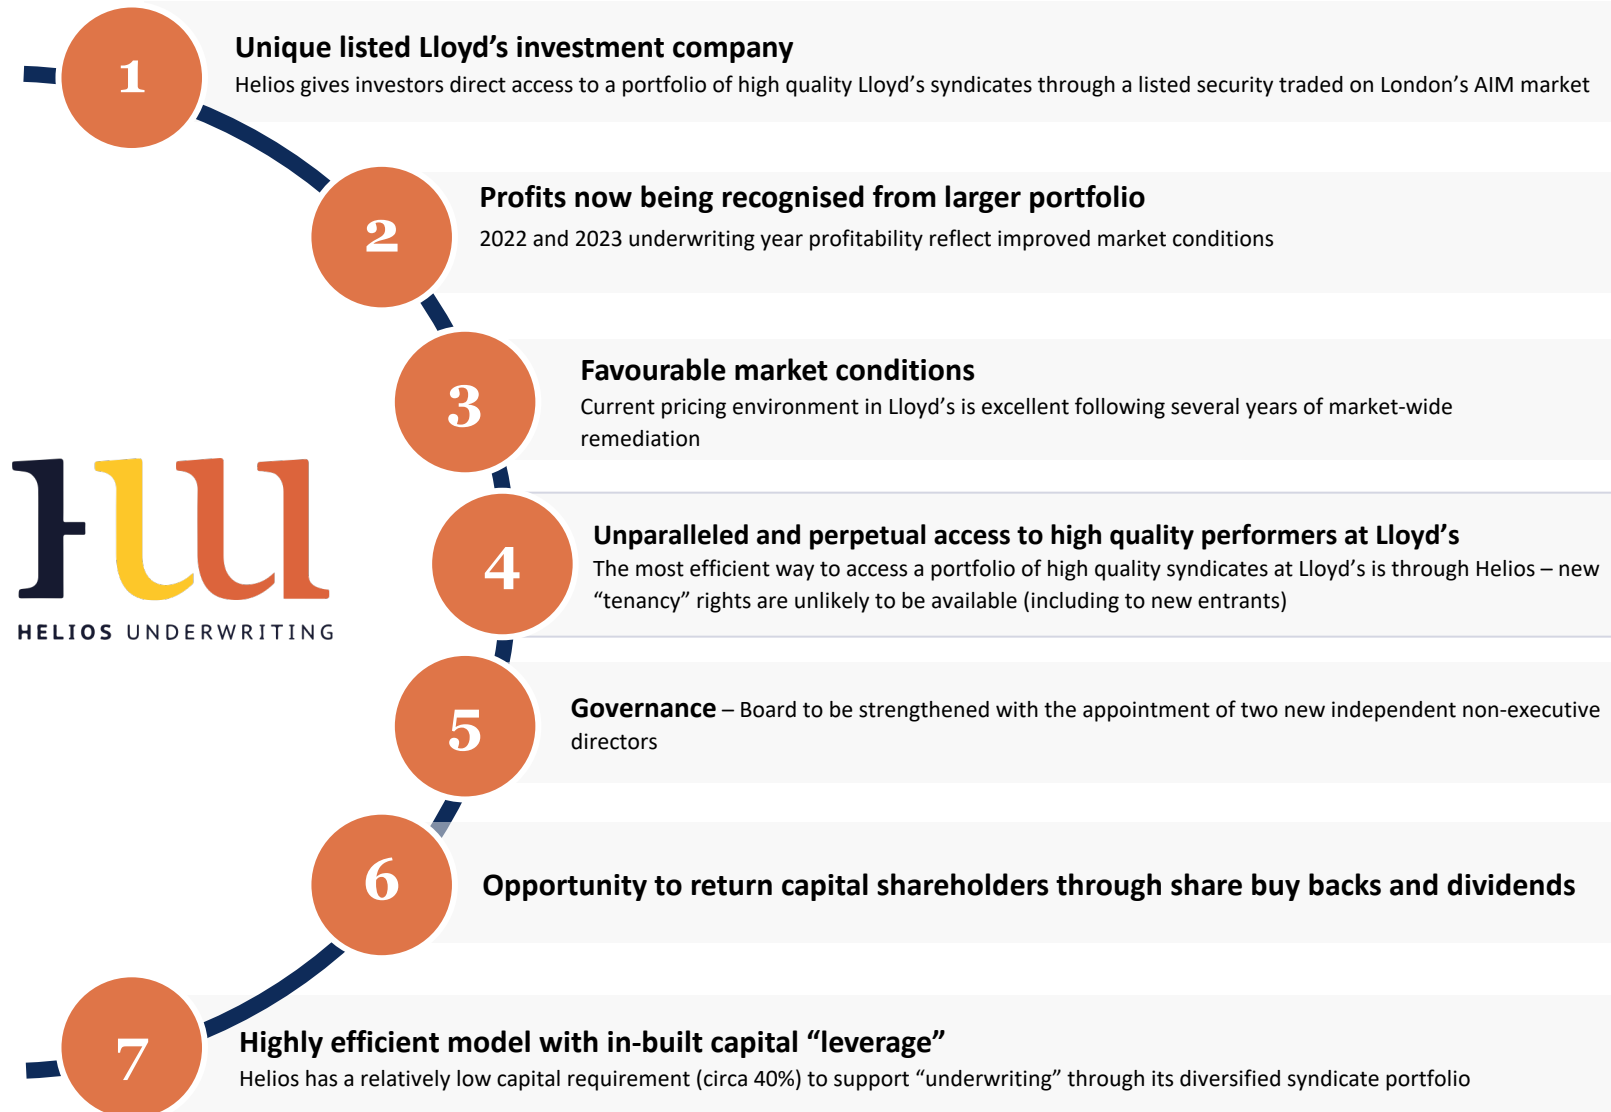 1
Unique listed Lloyd’s investment company
Helios gives investors direct access to a portfolio of high quality Lloyd’s syndicates through a listed security traded on London’s AIM market
2
Profits now being recognised from larger portfolio
2022 and 2023 underwriting year profitability reflect improved market conditions
3
Favourable market conditions
Current pricing environment in Lloyd’s is excellent following several years of market-wide
remediation
HUU
HELIOS UNDERWRITING
4
Unparalleled and perpetual access to high quality performers at Lloyd’s
The most efficient way to access a portfolio of high quality syndicates at Lloyd’s is through Helios – new
“tenancy” rights are unlikely to be available (including to new entrants)
5
Governance – Board to be strengthened with the appointment of two new independent non-executive
directors
6
Opportunity to return capital shareholders through share buy backs and dividends
7
Highly efficient model with in-built capital “leverage”
Helios has a relatively low capital requirement (circa 40%) to support “underwriting” through its diversified syndicate portfolio